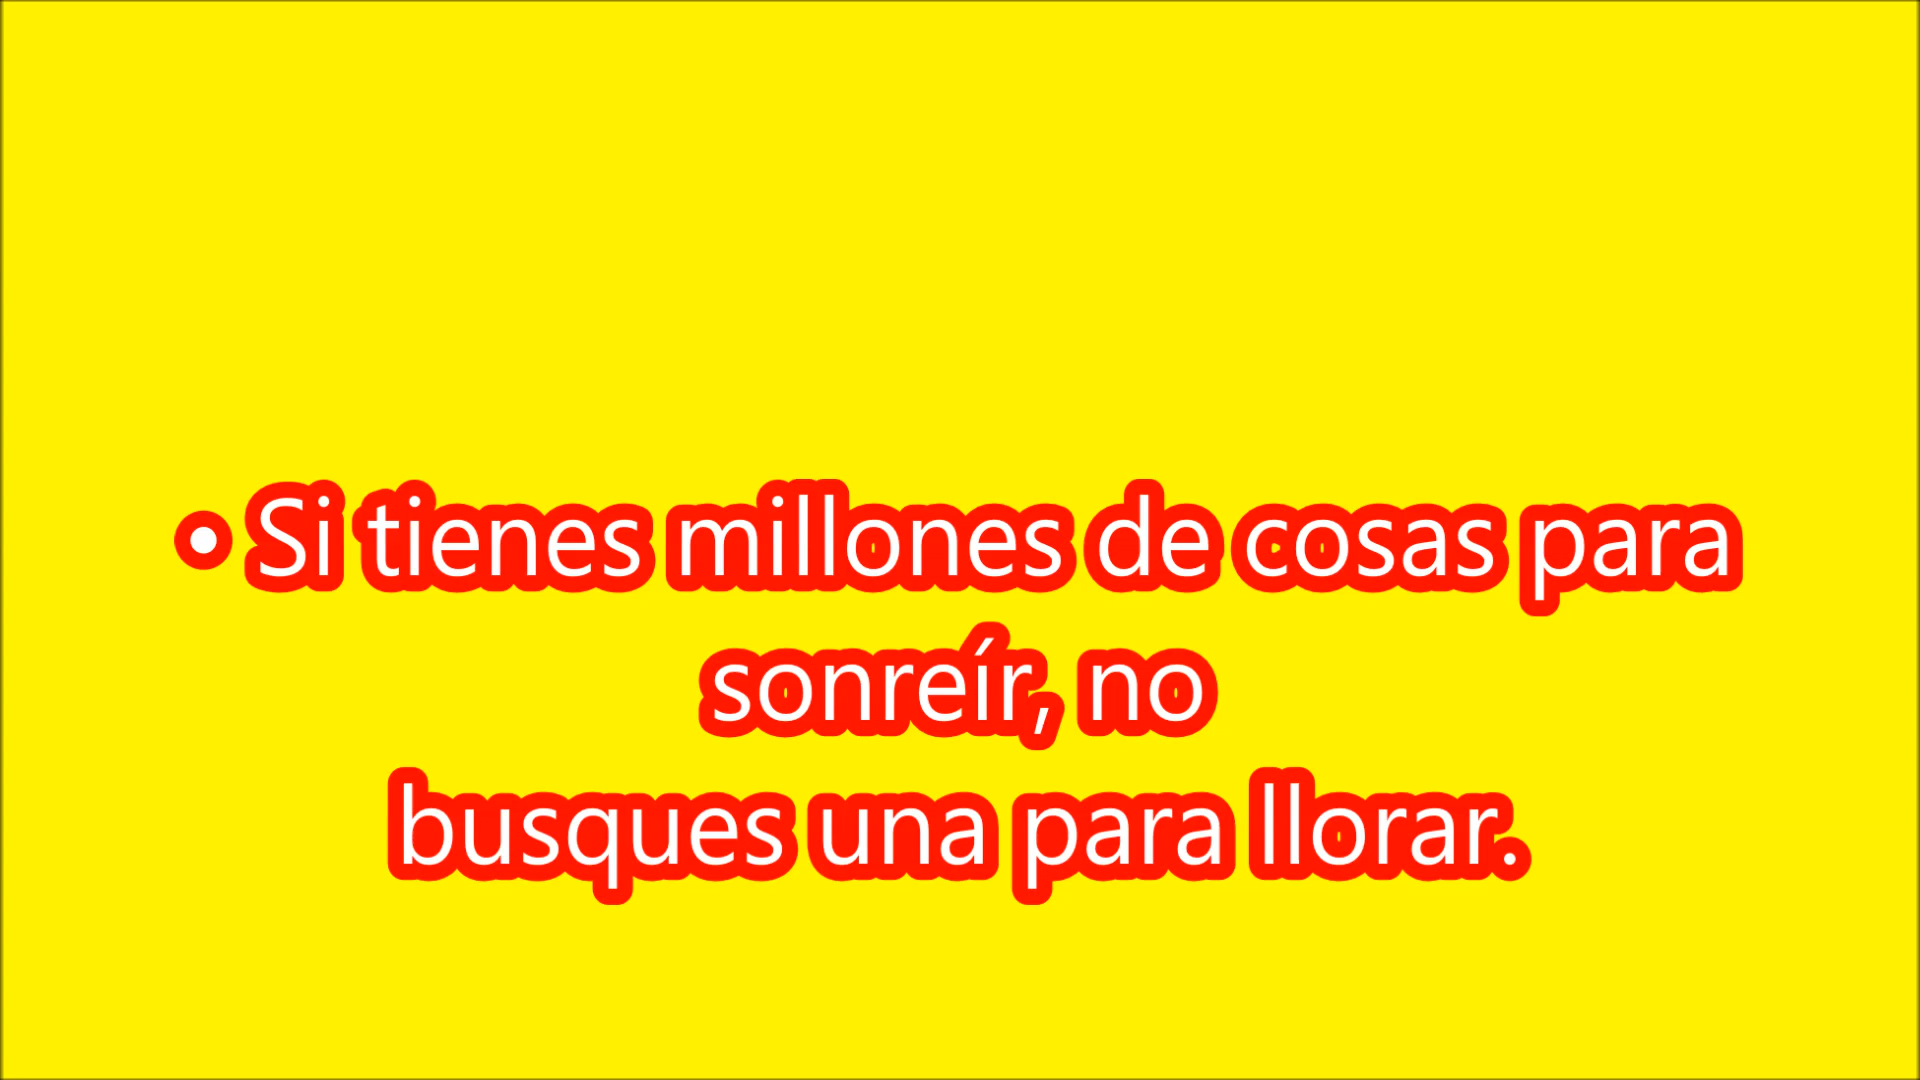 • Si tienes millones de cosas para
sonreír, no
busques una para llorar.